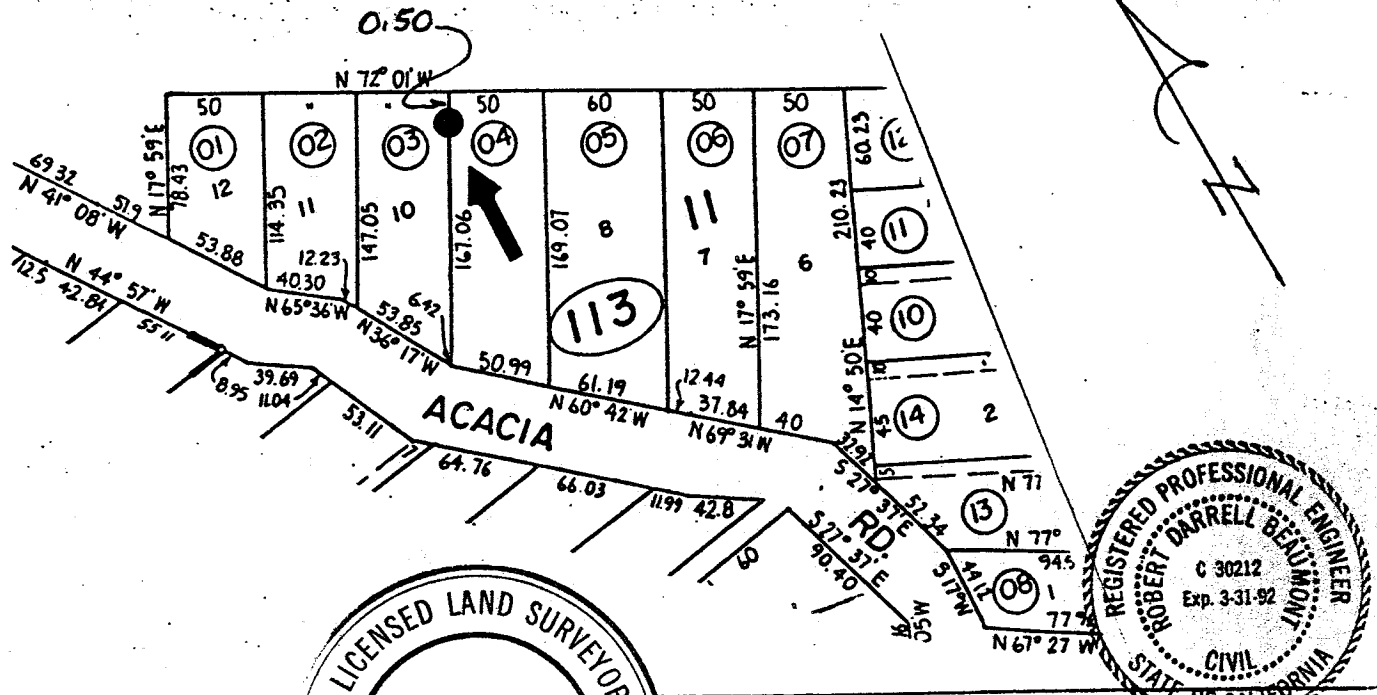 0.50
N 72° 01' W
50 " " 50 60 50 50
01 02 03 04 05 06 07
12 11 10 8 7 6
11
113
N 17° 59' E
78.43
114.35
147.05
167.06
169.07
N 17° 59' E
173.16
210.23
N 14° 50' E
60.23
11
40
10
40
10
14
2
45
5
13
N 77°
94.5
08
1
N 67° 27' W
69.32
51.9
N 41° 08' W
53.88
40.30
12.23
N 65° 36' W
53.85
6.42
N 36° 17' W
50.99
61.19
N 60° 42' W
12.44
37.84
N 69° 31' W
40
32.92
S 27° 37' E
52.34
N 44° 57' W
42.84
55.11
8.95
39.69
11.04
53.11
64.76
66.03
11.99
42.8
60
S 27° 37' E
90.40
ACACIA
RD.
N
LICENSED LAND SURVEYOR
REGISTERED PROFESSIONAL ENGINEER
ROBERT DARRELL BEAUMONT
C 30212
Exp. 3-31-92
CIVIL